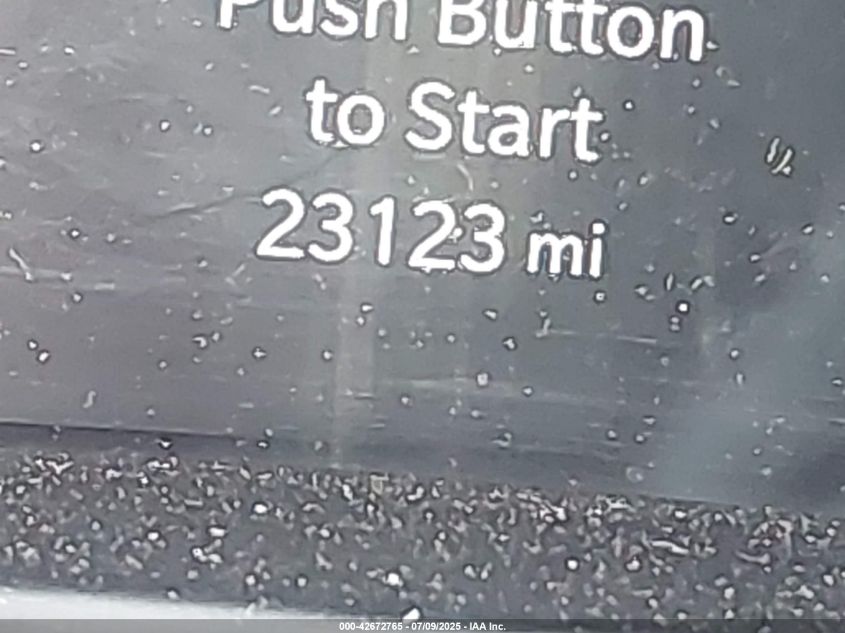 Push Button
to Start
23123 mi
000-42672765 - 07/09/2025 - IAA Inc.